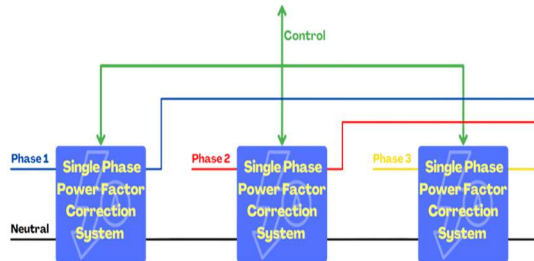 Control
Phase 1
Single Phase
Power Factor
Correction
System
Phase 2
Single Phase
Power Factor
Correction
System
Phase 3
Single Phase
Power Factor
Correction
System
Neutral